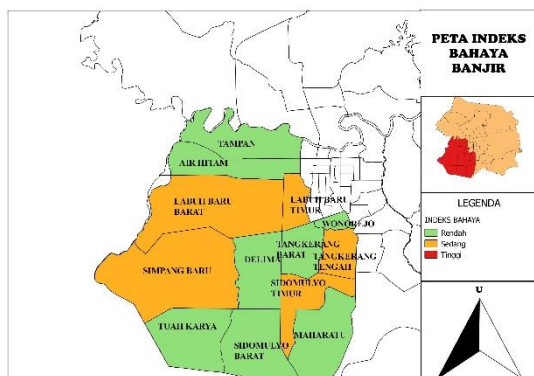 PETA INDEKS
BAHAYA
BANJIR
TAMPAN
AIR HITAM
LABUH BARU
BARAT
LABUH BARU
TIMUR
WONOREJO
TANGKERANG
BARAT
TANGKERANG
TENGAH
DELIMA
SIMPANG BARU
SIDOMULYO
TIMUR
TUAH KARYA
SIDOMULYO
BARAT
MAHARATU
LEGENDA
INDEKS BAHAYA
Rendah
Sedang
Tinggi
U